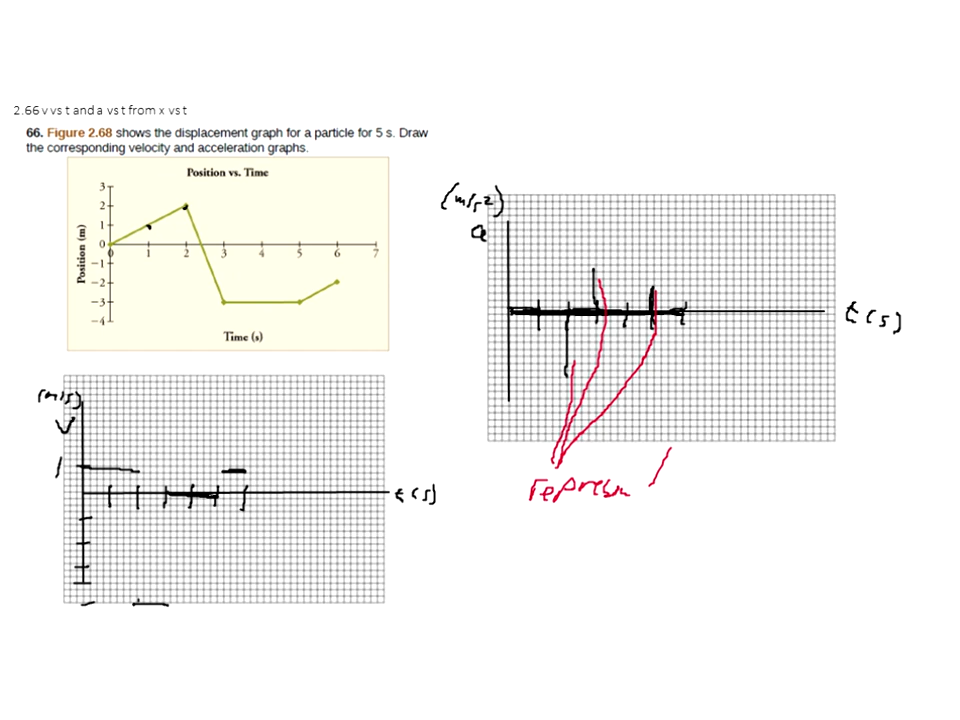 2.66 v vs t and a vs t from x vs t
66. Figure 2.68 shows the displacement graph for a particle for 5 s. Draw
the corresponding velocity and acceleration graphs.
Position vs. Time
Position (m)
3
2
1
0
−1
−2
−3
−4
0 1 2 3 4 5 6 7
Time (s)
(m/s²)
a
t (s)
(m/s)
V
1
t (s)